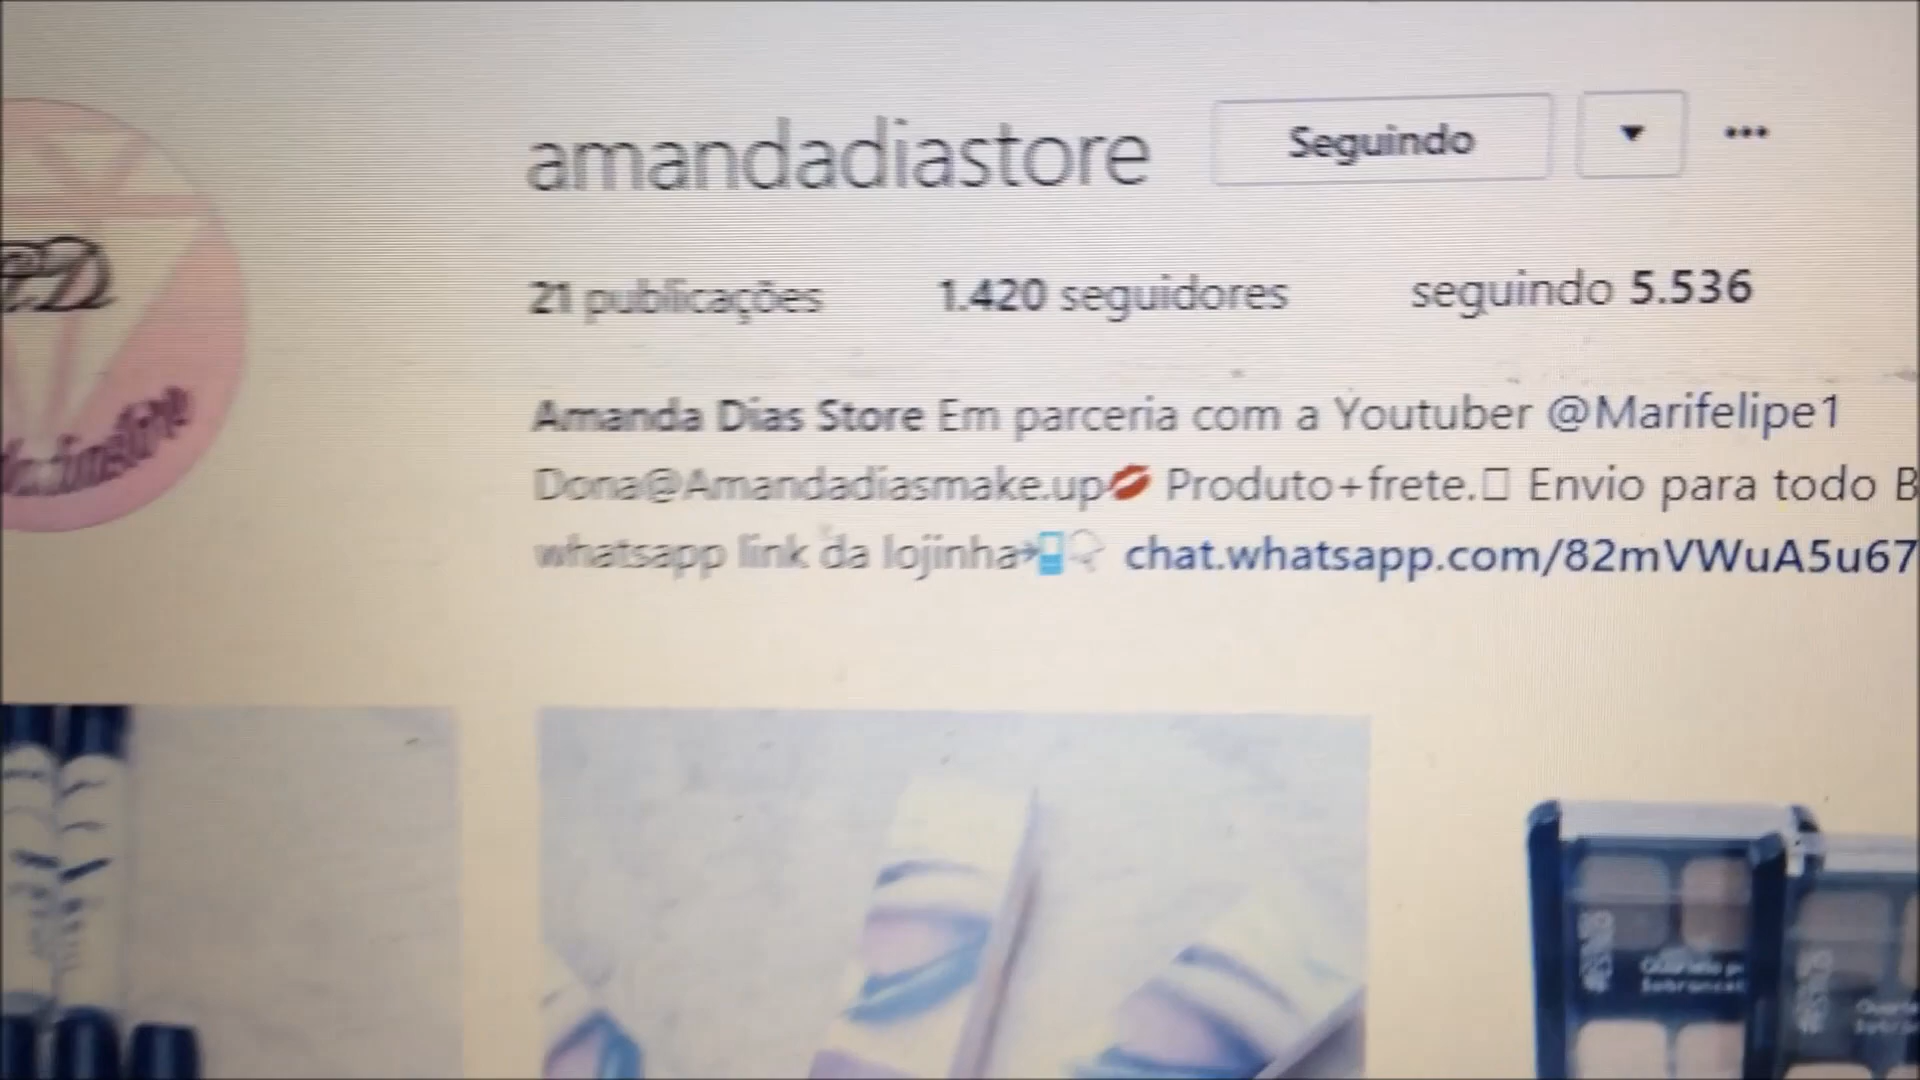 amandadiastore Seguindo
21 publicações 1.420 seguidores seguindo 5.536
Amanda Dias Store Em parceria com a Youtuber @Marifelipe1
Dona@Amandadiasmake.up💋 Produto+frete.□ Envio para todo B
whatsapp link da lojinha📲👇 chat.whatsapp.com/82mVWuA5u67